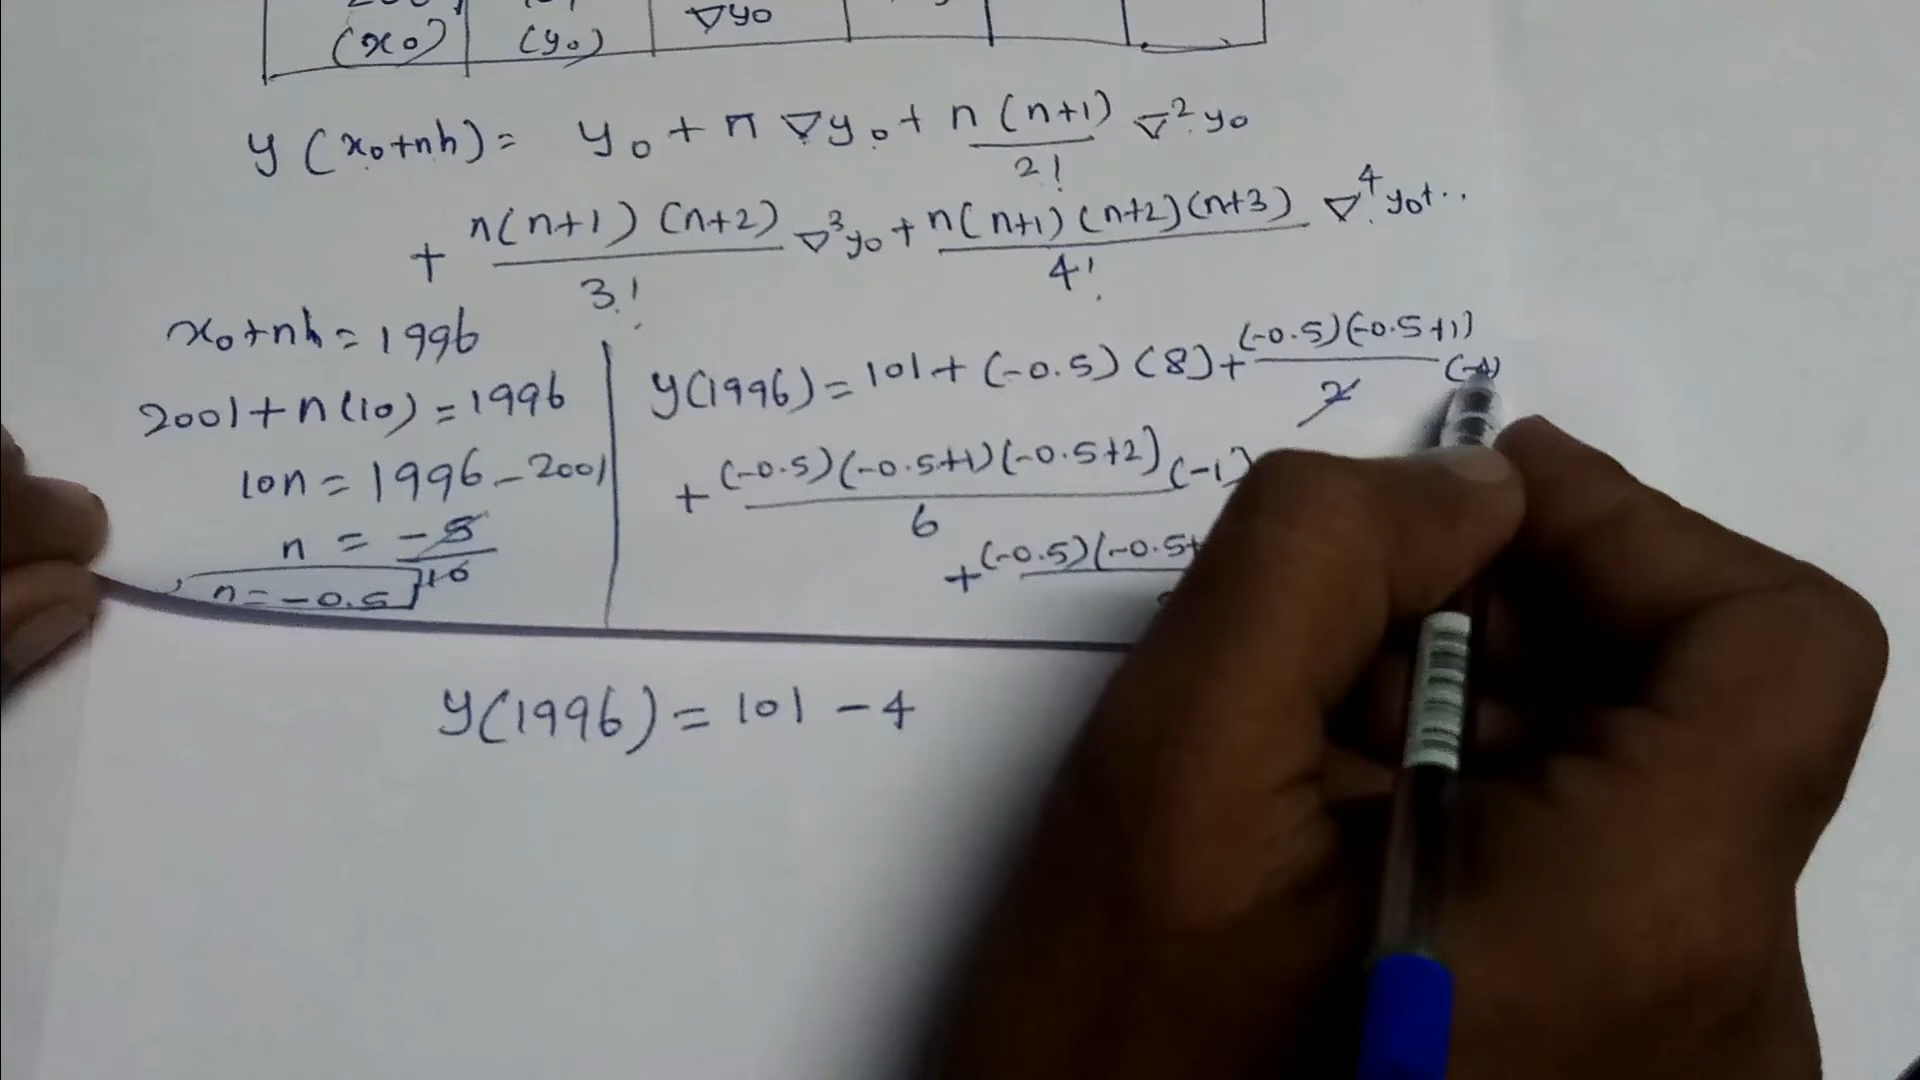 ∇y0
(x0) (y0)
y(x0+nh) = y0 + n ∇y0 + n(n+1)/2! ∇²y0
+ n(n+1)(n+2)/3! ∇³y0 + n(n+1)(n+2)(n+3)/4! ∇⁴y0+..
x0+nh = 1996
2001+n(10) = 1996
10n = 1996-2001
n = -5/10
n = -0.5
y(1996) = 101 + (-0.5)(8) + (-0.5)(-0.5+1)/2
+ (-0.5)(-0.5+1)(-0.5+2)/6 (-1)
+ (-0.5)(-0.5+
y(1996) = 101 - 4